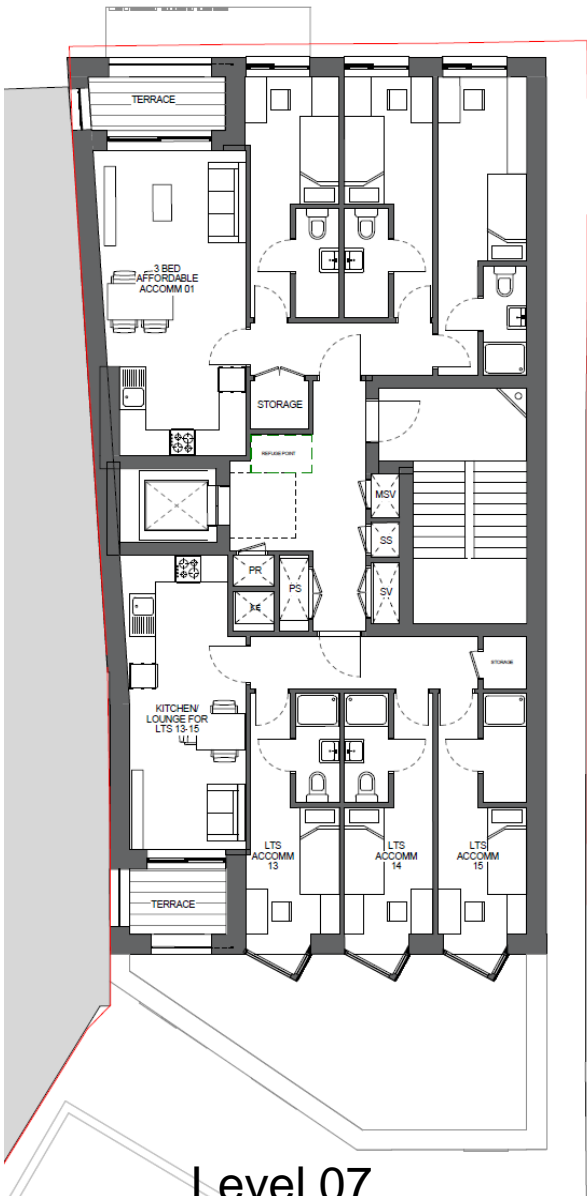 TERRACE
3 BED
AFFORDABLE
ACCOMM 01
STORAGE
REFUGE POINT
MSV
SS
PR
PS
SV
STORAGE
KITCHEN/
LOUNGE FOR
LTS 13-15
LTS
ACCOMM
13
LTS
ACCOMM
14
LTS
ACCOMM
15
TERRACE
Level 07